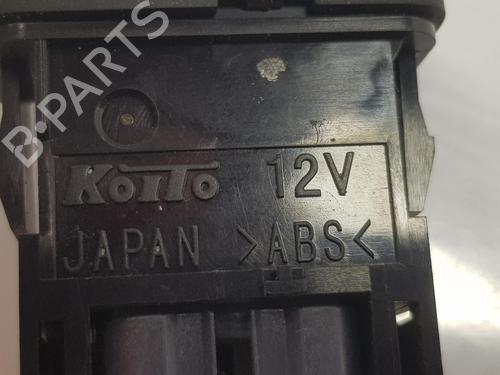 B·PARTS
KOITO 12V
JAPAN >ABS<